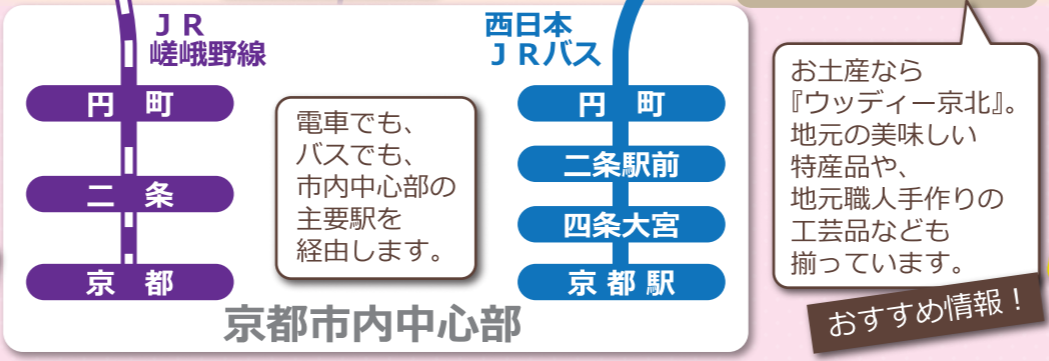 ＪＲ
嵯峨野線
円　町
二　条
京　都
電車でも、
バスでも、
市内中心部の
主要駅を
経由します。
西日本
ＪＲバス
円　町
二条駅前
四条大宮
京 都 駅
京都市内中心部
お土産なら
『ウッディー京北』。
地元の美味しい
特産品や、
地元職人手作りの
工芸品なども
揃っています。
おすすめ情報！